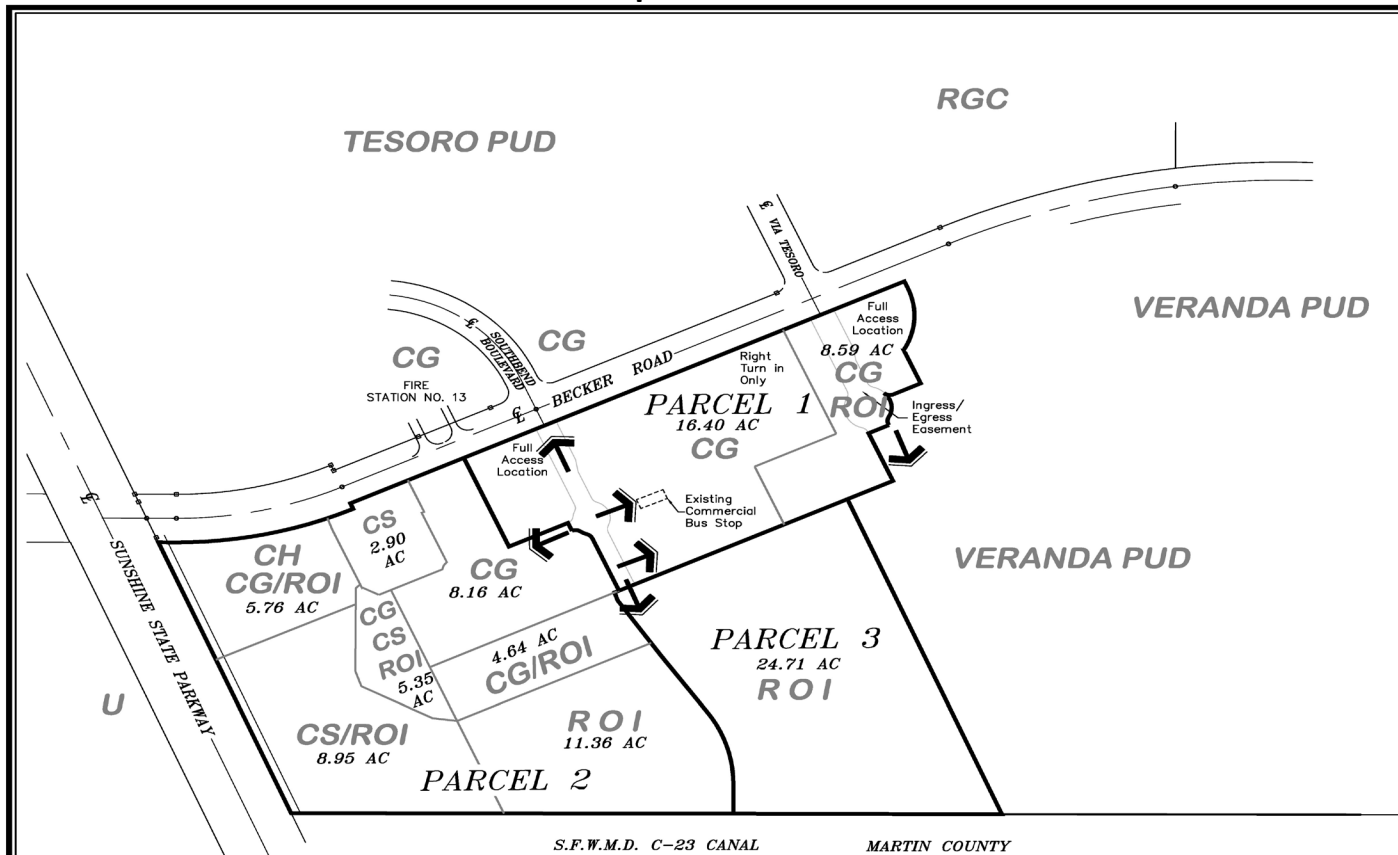 RGC
TESORO PUD
℄ VIA TESORO
VERANDA PUD
Full
Access
Location
8.59 AC
CG
ROI
℄
SOUTHBEND
BOULEVARD
CG
CG
FIRE
STATION NO. 13
℄
BECKER ROAD
Right
Turn in
Only
PARCEL 1
16.40 AC
CG
Ingress/
Egress
Easement
Full
Access
Location
Existing
Commercial
Bus Stop
℄
SUNSHINE STATE PARKWAY
CS
2.90
AC
CH
CG/ROI
5.76 AC
CG
8.16 AC
VERANDA PUD
CG
CS
ROI
5.35
AC
4.64 AC
CG/ROI
PARCEL 3
24.71 AC
R O I
U
CS/ROI
8.95 AC
R O I
11.36 AC
PARCEL 2
S.F.W.M.D. C-23 CANAL
MARTIN COUNTY